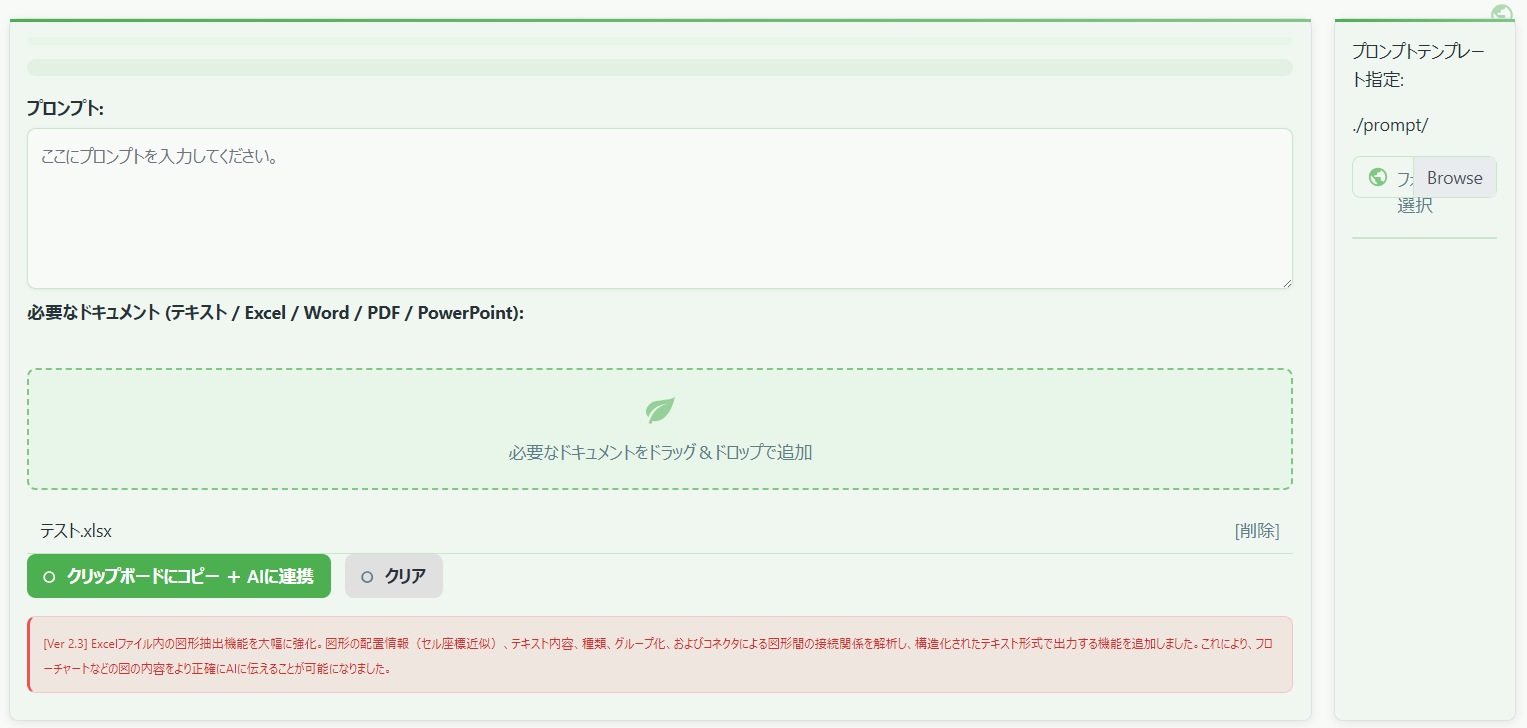 プロンプト:
ここにプロンプトを入力してください。
必要なドキュメント (テキスト / Excel / Word / PDF / PowerPoint):
必要なドキュメントをドラッグ＆ドロップで追加
テスト.xlsx [削除]
クリップボードにコピー ＋ AIに連携 クリア
[Ver 2.3] Excelファイル内の図形抽出機能を大幅に強化。図形の配置情報（セル座標近似）、テキスト内容、種類、グループ化、およびコネクタによる図形間の接続関係を解析し、構造化されたテキスト形式で出力する機能を追加しました。これにより、フロ
ーチャートなどの図の内容をより正確にAIに伝えることが可能になりました。
プロンプトテンプレー
ト指定:
./prompt/
Browse
選択